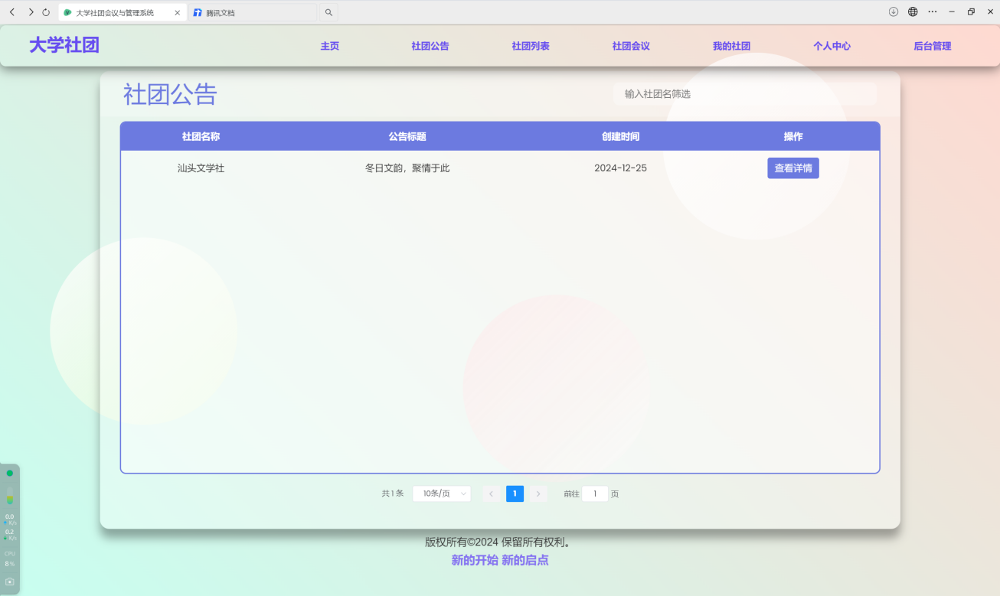 大学社团会议与管理系统
腾讯文档
大学社团 主页 社团公告 社团列表 社团会议 我的社团 个人中心 后台管理
社团公告
输入社团名筛选
社团名称 公告标题 创建时间 操作
汕头文学社 冬日文韵，聚情于此 2024-12-25 查看详情
共 1 条 10条/页 1 前往 1 页
版权所有©2024 保留所有权利。
新的开始 新的启点
0.0
K/s
0.2
K/s
CPU
8%